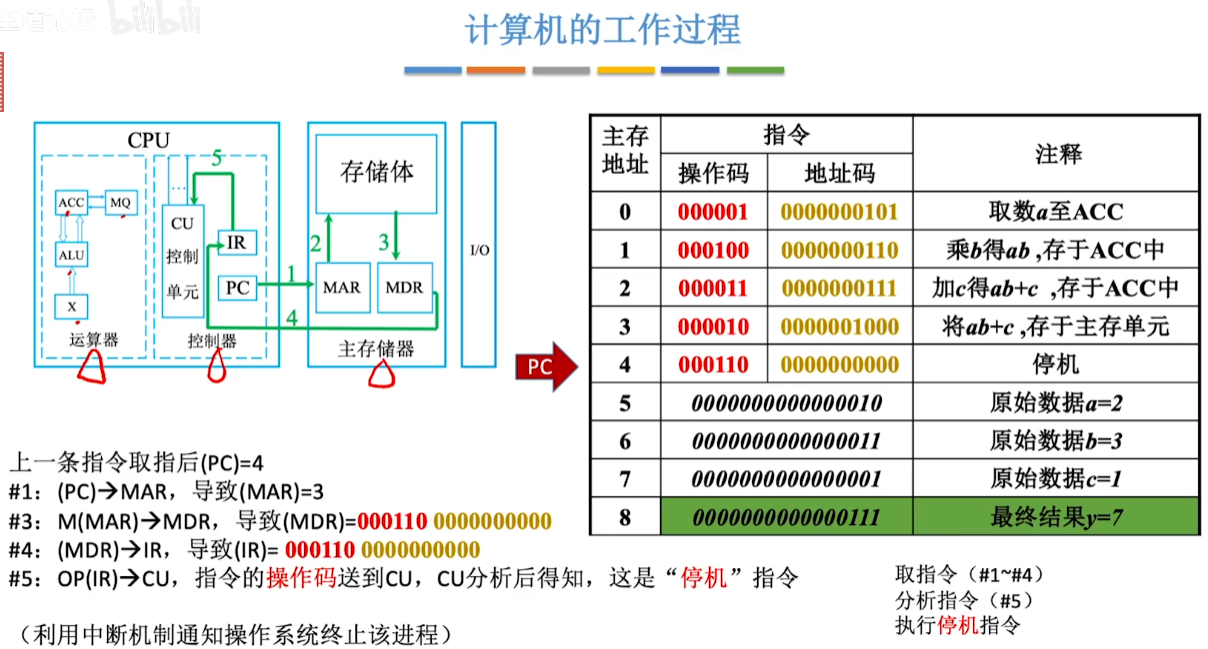 bilibili
计算机的工作过程
CPU
ACC
MQ
ALU
X
运算器
5
...
CU
控制
单元
IR
PC
控制器
1
2
3
4
存储体
MAR
MDR
主存储器
I/O
PC
主存地址 指令 注释
操作码 地址码
0 000001 0000000101 取数a至ACC
1 000100 0000000110 乘b得ab ,存于ACC中
2 000011 0000000111 加c得ab+c ,存于ACC中
3 000010 0000001000 将ab+c ,存于主存单元
4 000110 0000000000 停机
5 0000000000000010 原始数据a=2
6 0000000000000011 原始数据b=3
7 0000000000000001 原始数据c=1
8 0000000000000111 最终结果y=7
上一条指令取指后(PC)=4
#1：(PC)→MAR，导致(MAR)=3
#3：M(MAR)→MDR，导致(MDR)=000110 0000000000
#4：(MDR)→IR，导致(IR)= 000110 0000000000
#5：OP(IR)→CU，指令的操作码送到CU，CU分析后得知，这是“停机”指令
（利用中断机制通知操作系统终止该进程）
取指令（#1~#4）
分析指令（#5）
执行停机指令